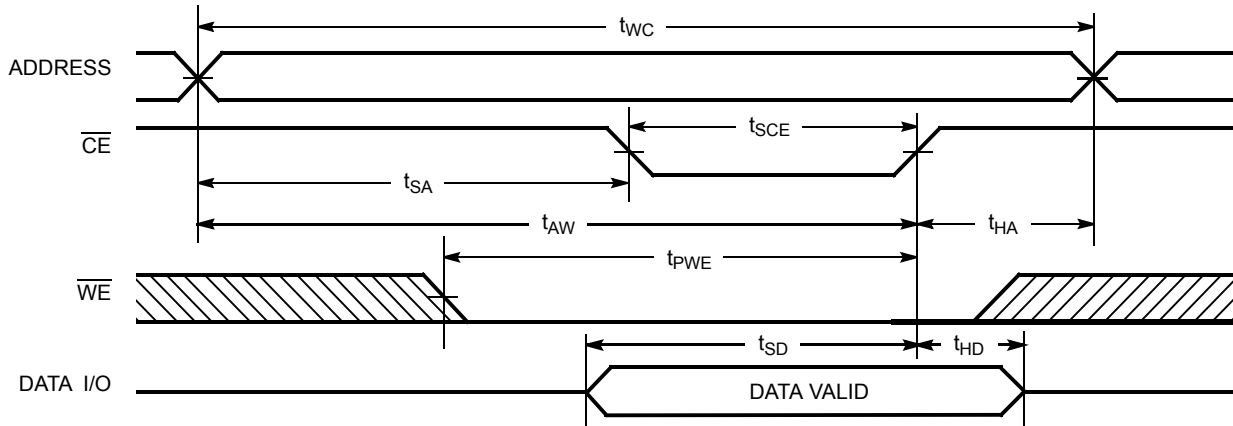 tWC
ADDRESS
CE
tSCE
tSA
tAW
tHA
tPWE
WE
tSD
tHD
DATA I/O
DATA VALID